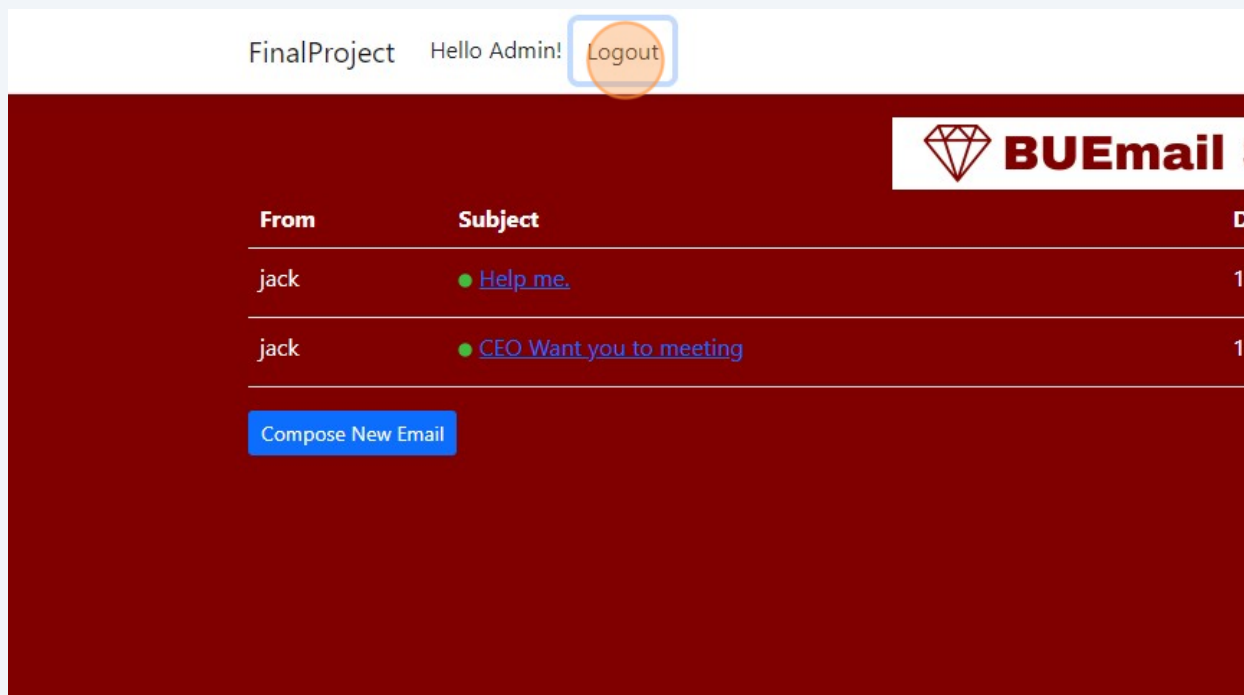 FinalProject Hello Admin! Logout
BUEmail
From Subject
jack Help me.
jack CEO Want you to meeting
Compose New Email